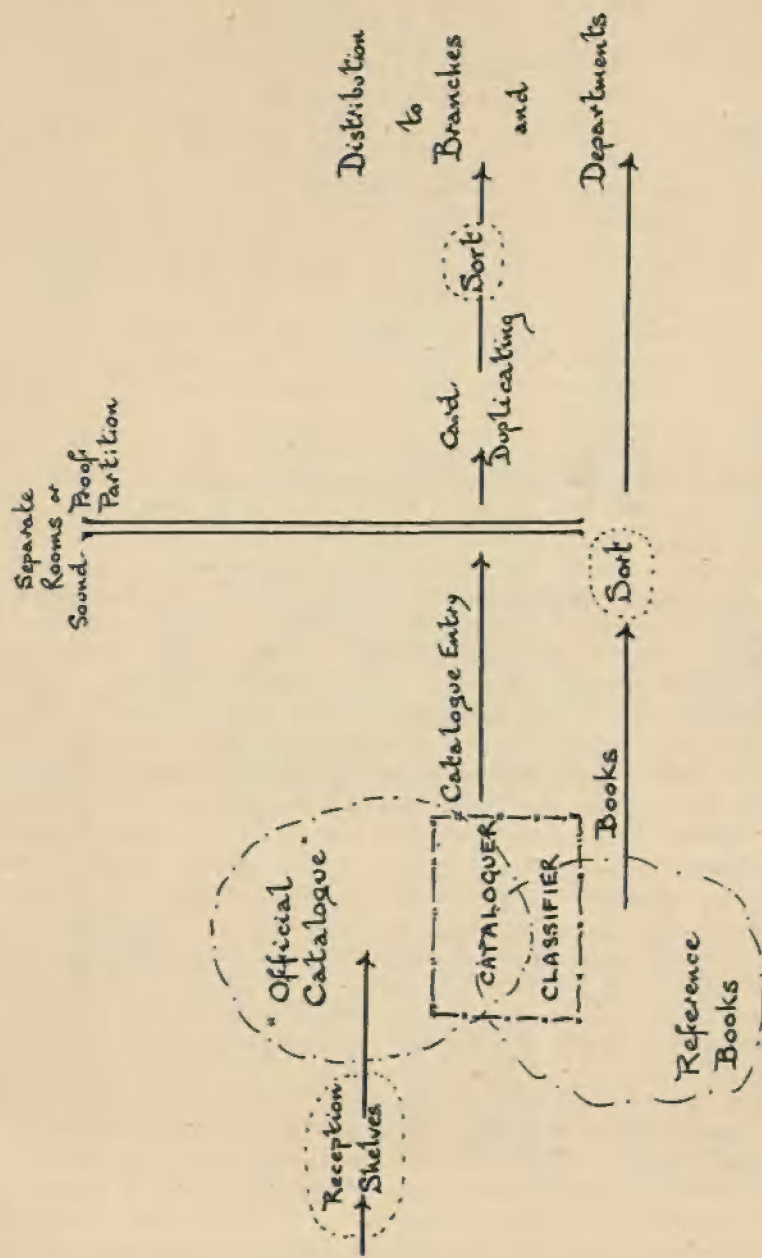 Reception
Shelves
"Official
Catalogue"
CATALOGUER
CLASSIFIER
Reference
Books
Catalogue Entry
Books
Separate
Rooms or
Sound Proof
Partition
Sort
Card
Duplicating
Sort
Distribution
to
Branches
and
Departments